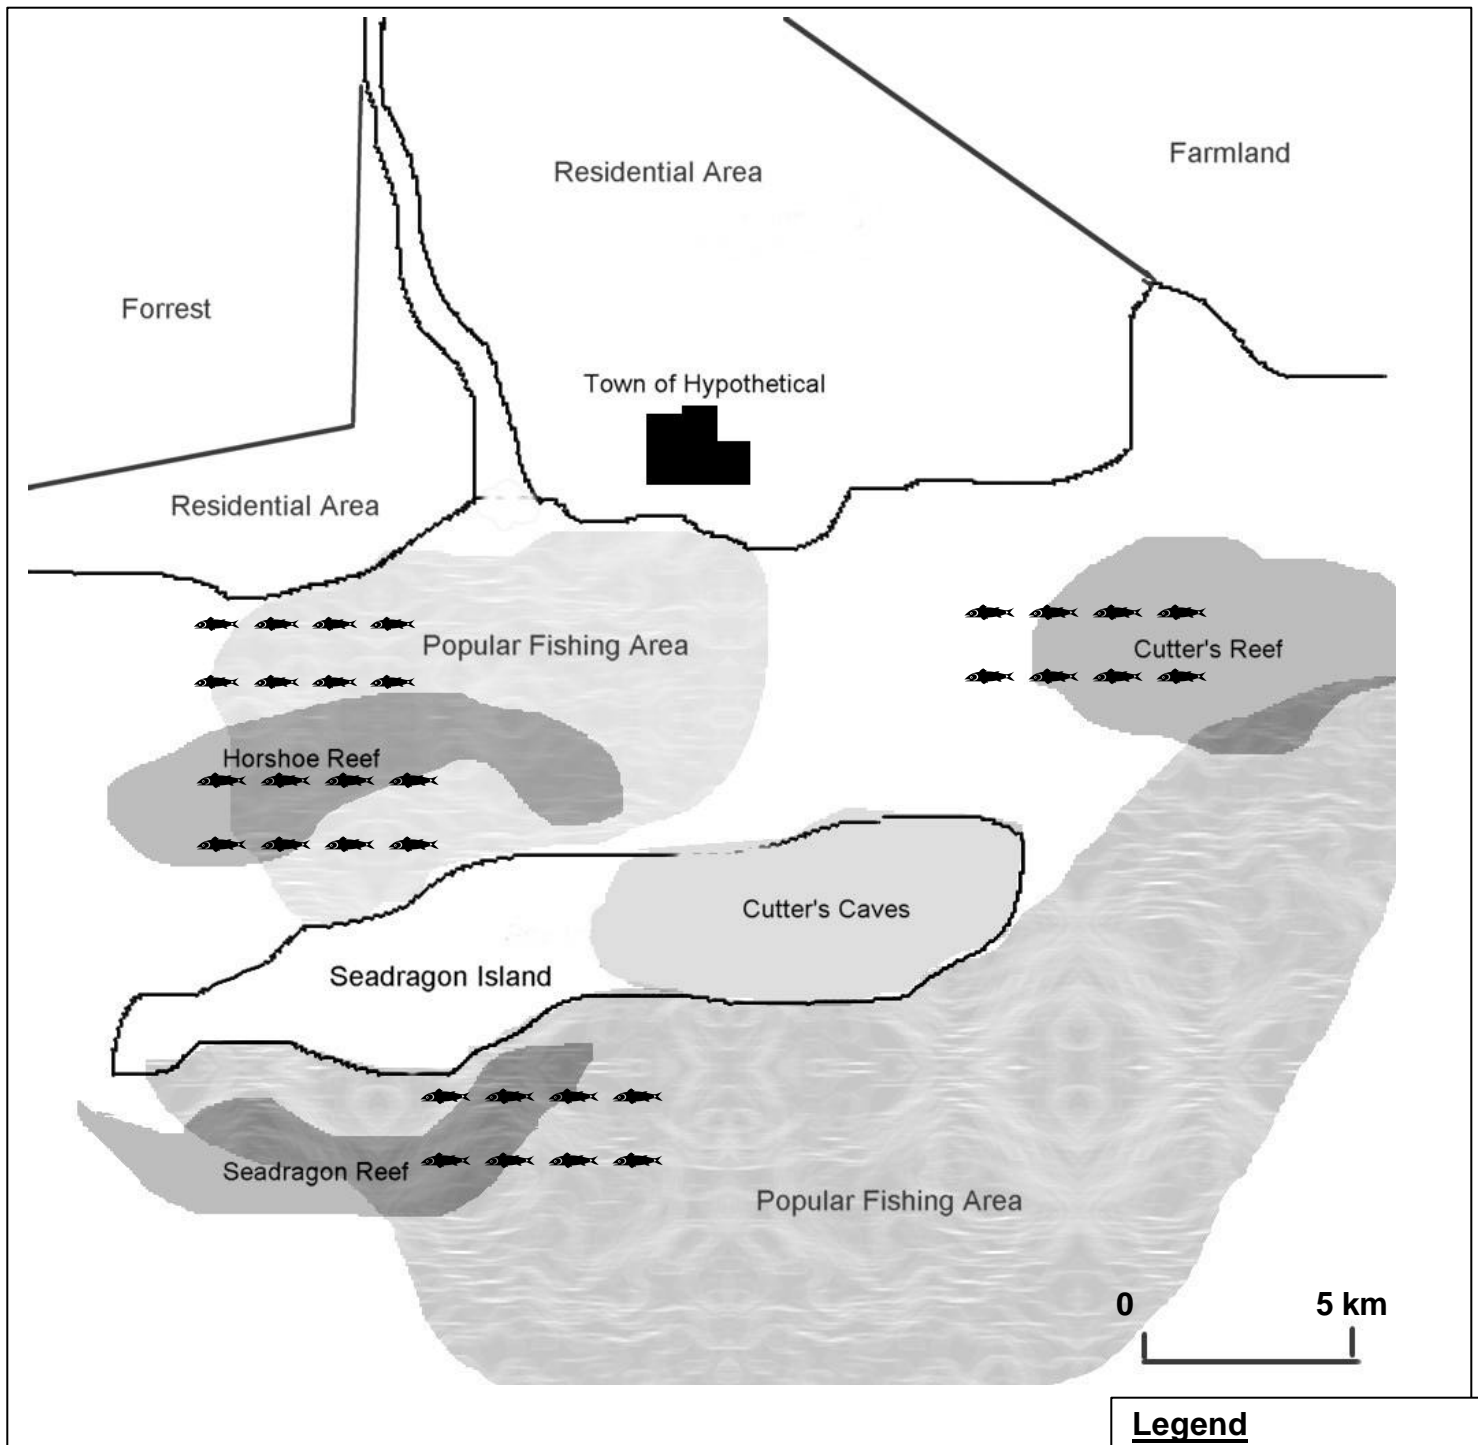 Farmland
Residential Area
Forrest
Town of Hypothetical
Residential Area
Popular Fishing Area
Cutter's Reef
Horshoe Reef
Cutter's Caves
Seadragon Island
Seadragon Reef
Popular Fishing Area
0 5 km
Legend